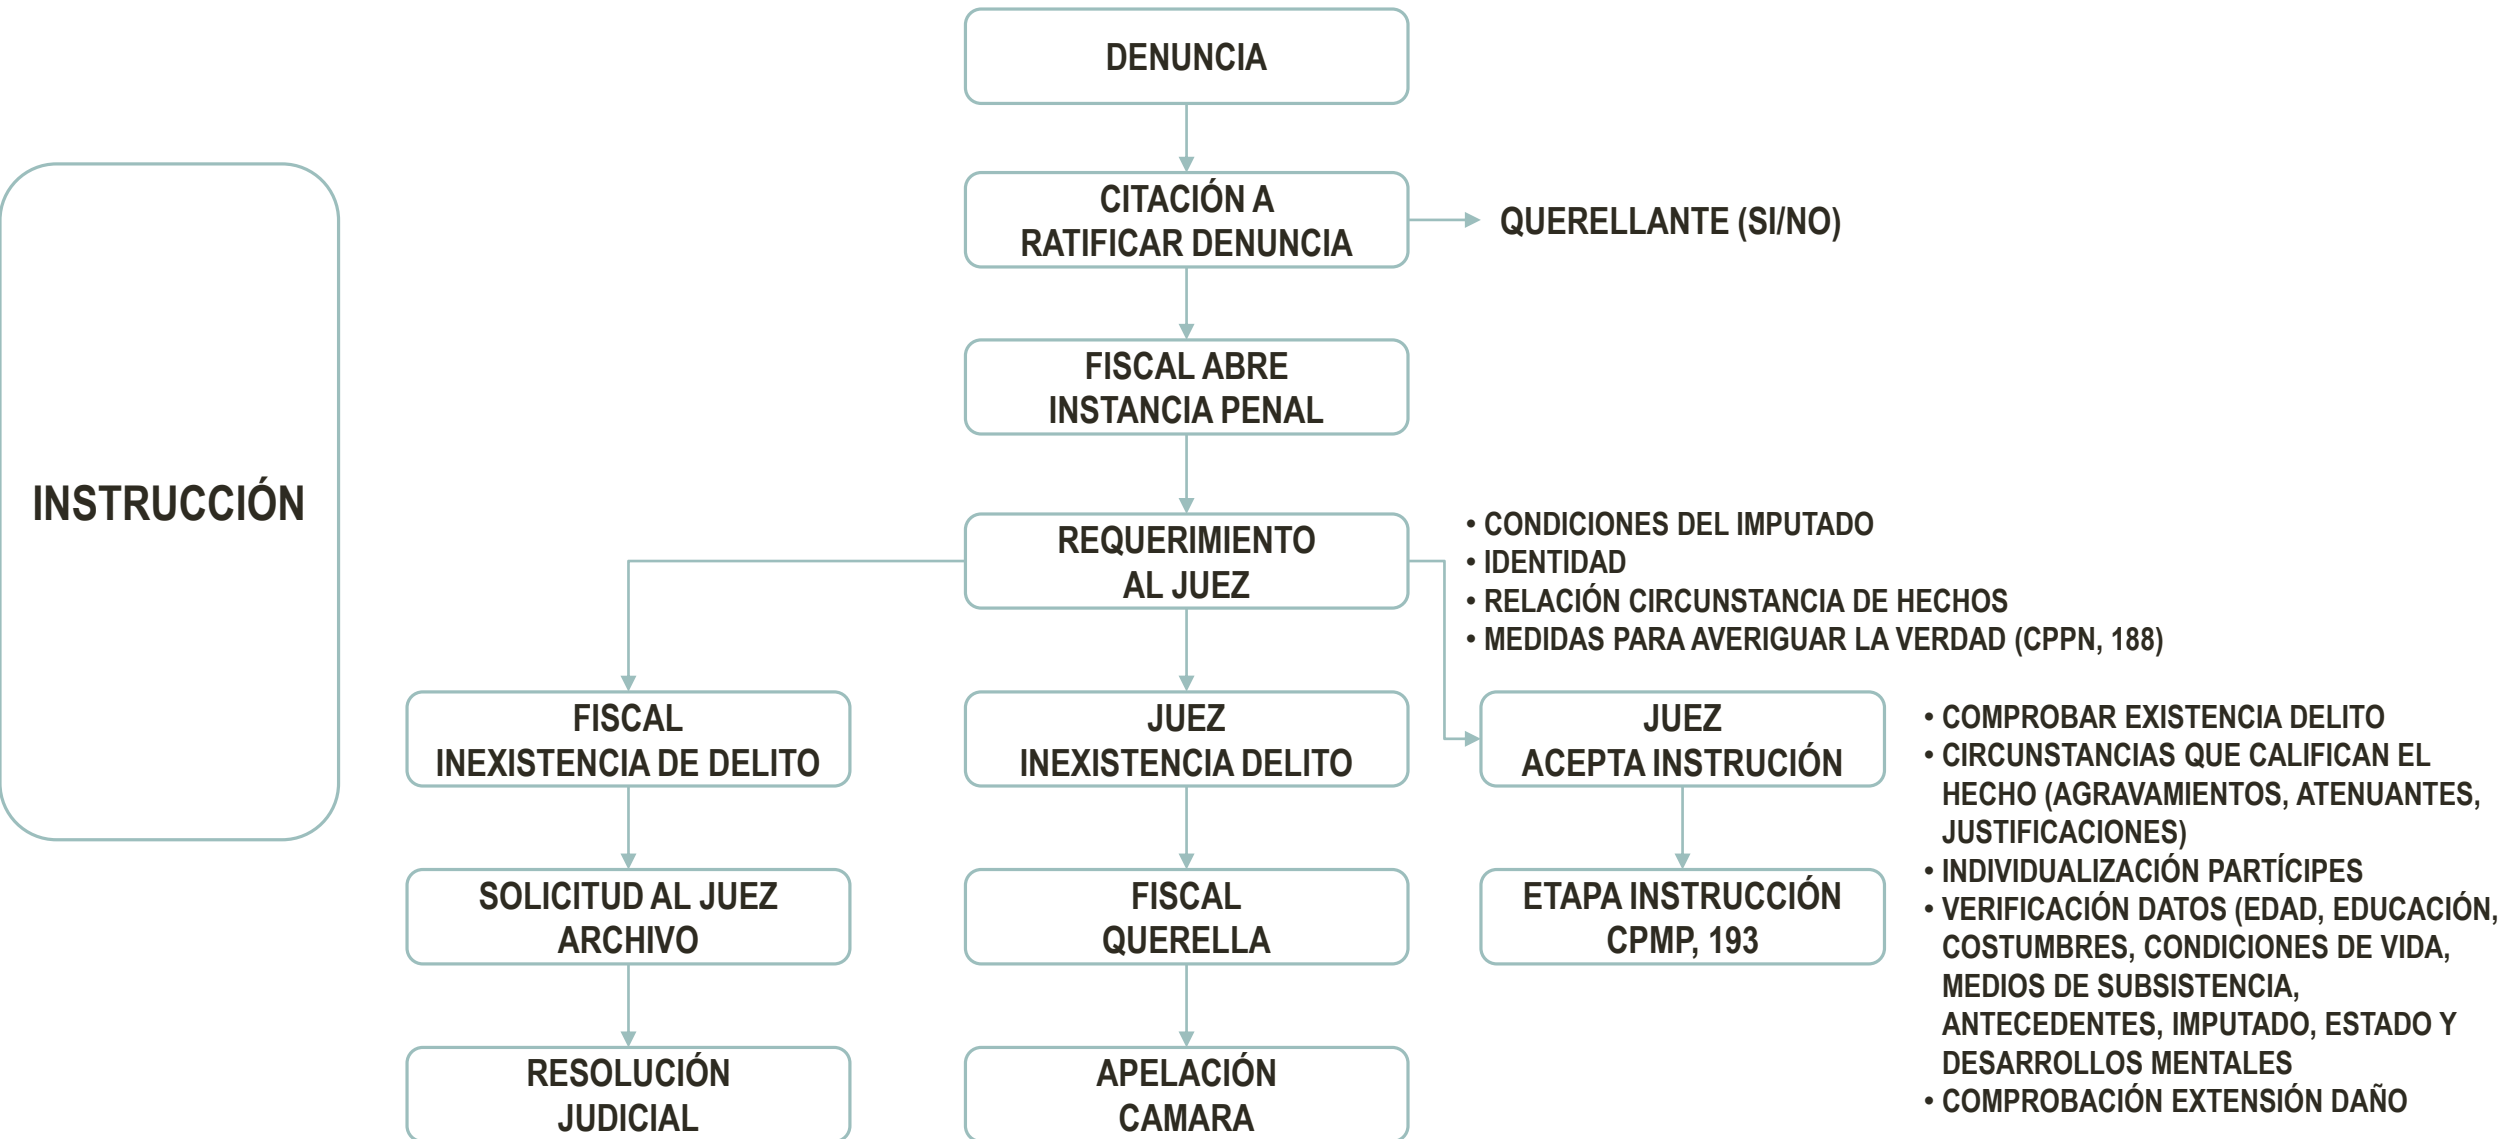 DENUNCIA
INSTRUCCIÓN
CITACIÓN A
RATIFICAR DENUNCIA
QUERELLANTE (SI/NO)
FISCAL ABRE
INSTANCIA PENAL
REQUERIMIENTO
AL JUEZ
• CONDICIONES DEL IMPUTADO
• IDENTIDAD
• RELACIÓN CIRCUNSTANCIA DE HECHOS
• MEDIDAS PARA AVERIGUAR LA VERDAD (CPPN, 188)
FISCAL
INEXISTENCIA DE DELITO
JUEZ
INEXISTENCIA DELITO
JUEZ
ACEPTA INSTRUCIÓN
• COMPROBAR EXISTENCIA DELITO
• CIRCUNSTANCIAS QUE CALIFICAN EL
HECHO (AGRAVAMIENTOS, ATENUANTES,
JUSTIFICACIONES)
• INDIVIDUALIZACIÓN PARTÍCIPES
• VERIFICACIÓN DATOS (EDAD, EDUCACIÓN,
COSTUMBRES, CONDICIONES DE VIDA,
MEDIOS DE SUBSISTENCIA,
ANTECEDENTES, IMPUTADO, ESTADO Y
DESARROLLOS MENTALES
• COMPROBACIÓN EXTENSIÓN DAÑO
SOLICITUD AL JUEZ
ARCHIVO
FISCAL
QUERELLA
ETAPA INSTRUCCIÓN
CPMP, 193
RESOLUCIÓN
JUDICIAL
APELACIÓN
CAMARA